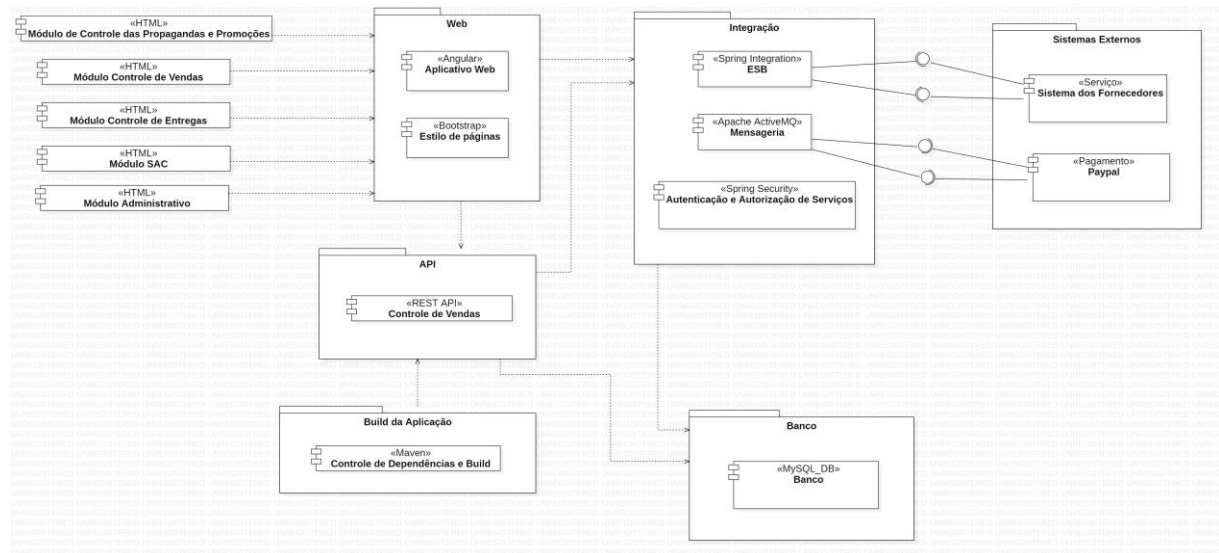 «HTML»
Módulo de Controle das Propagandas e Promoções
«HTML»
Módulo Controle de Vendas
«HTML»
Módulo Controle de Entregas
«HTML»
Módulo SAC
«HTML»
Módulo Administrativo
Web
«Angular»
Aplicativo Web
«Bootstrap»
Estilo de páginas
Integração
«Spring Integration»
ESB
«Apache ActiveMQ»
Mensageria
«Spring Security»
Autenticação e Autorização de Serviços
Sistemas Externos
«Serviço»
Sistema dos Fornecedores
«Pagamento»
Paypal
API
«REST API»
Controle de Vendas
Build da Aplicação
«Maven»
Controle de Dependências e Build
Banco
«MySQL_DB»
Banco